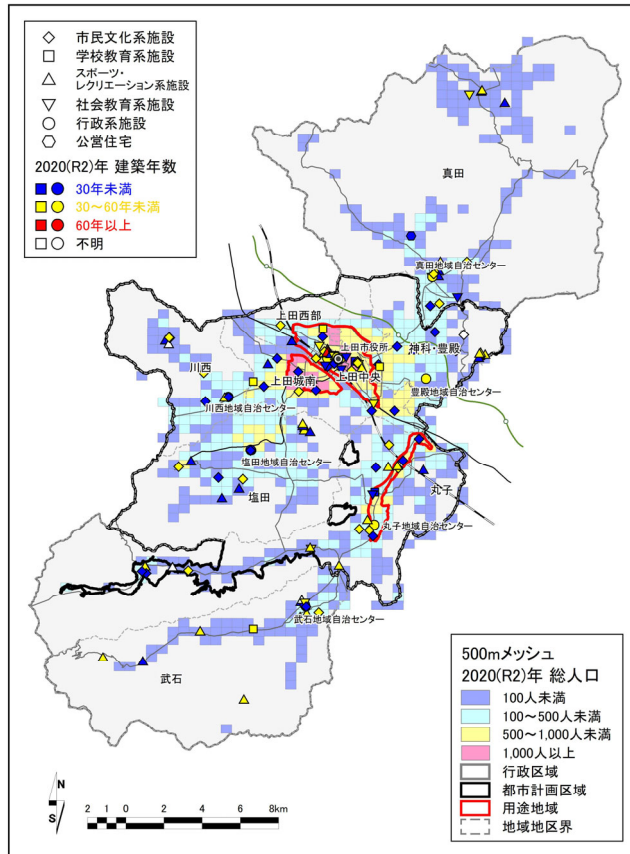 市民文化系施設
学校教育系施設
スポーツ・
レクリエーション系施設
社会教育系施設
行政系施設
公営住宅
2020(R2)年 建築年数
30年未満
30～60年未満
60年以上
不明
真田
真田地域自治センター
上田西部
上田市役所
神科・豊殿
川西
上田城南
上田中央
豊殿地域自治センター
川西地域自治センター
塩田地域自治センター
丸子
塩田
丸子地域自治センター
武石地域自治センター
武石
500mメッシュ
2020(R2)年 総人口
100人未満
100～500人未満
500～1,000人未満
1,000人以上
行政区域
都市計画区域
用途地域
地域地区界
N
S
2 1 0 2 4 6 8km